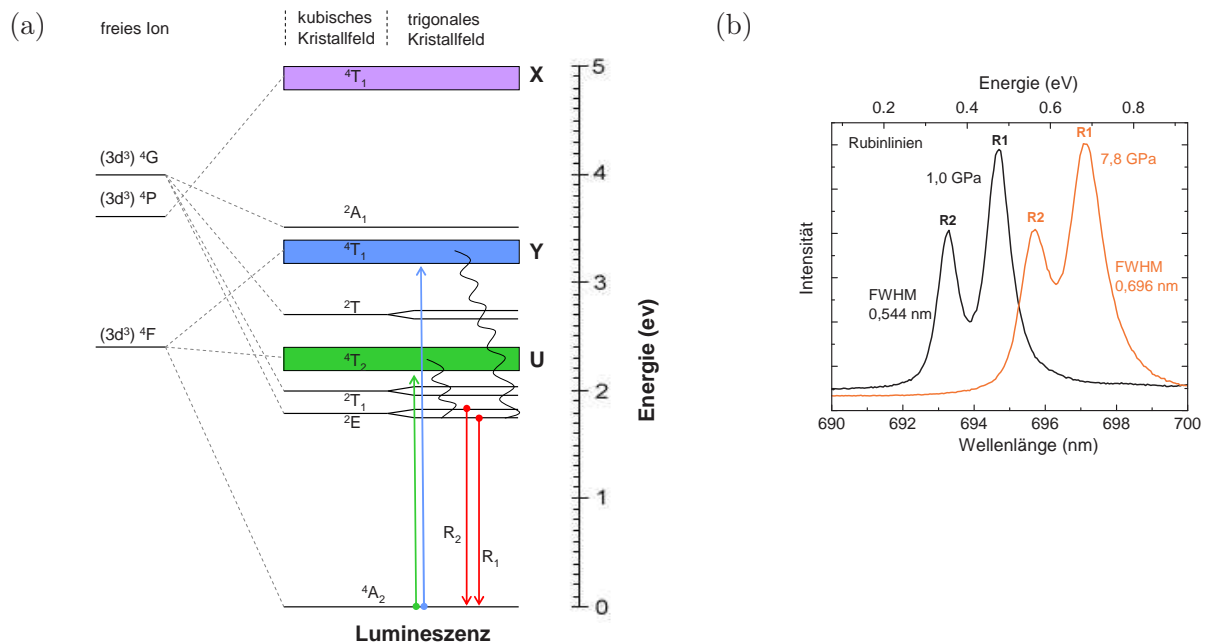 (a)
freies Ion
kubisches
Kristallfeld
trigonales
Kristallfeld
⁴T₁
X
5
(3d³) ⁴G
4
(3d³) ⁴P
²A₁
⁴T₁
Y
3
²T
(3d³) ⁴F
⁴T₂
U
2
²T₁
²E
1
R₂
R₁
⁴A₂
0
Energie (ev)
Lumineszenz
(b)
Energie (eV)
0.2 0.4 0.6 0.8
Rubinlinien
R1
R1
1,0 GPa
7,8 GPa
R2
R2
FWHM
0,544 nm
FWHM
0,696 nm
Intensität
690 692 694 696 698 700
Wellenlänge (nm)